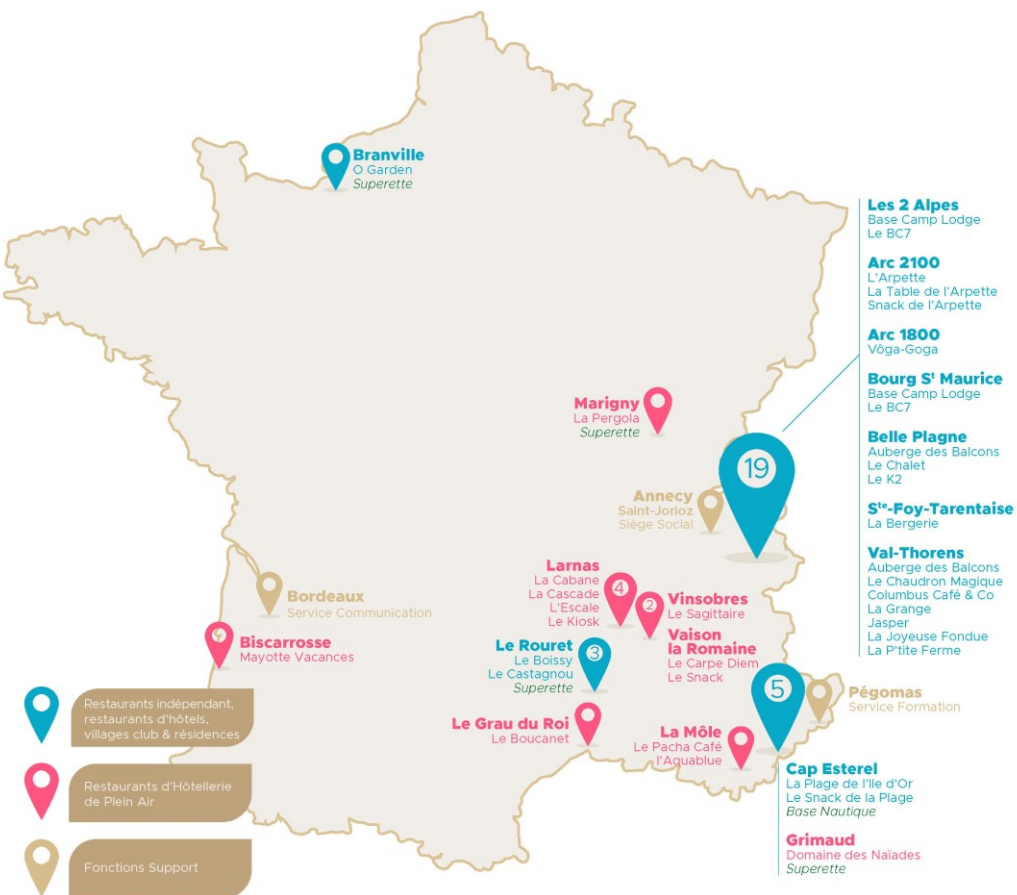 Branville
O Garden
Superette
Les 2 Alpes
Base Camp Lodge
Le BC7
Arc 2100
L'Arpette
La Table de l'Arpette
Snack de l'Arpette
Arc 1800
Vôga-Goga
Bourg Sᵗ Maurice
Base Camp Lodge
Le BC7
Belle Plagne
Auberge des Balcons
Le Chalet
Le K2
Sᵗᵉ-Foy-Tarentaise
La Bergerie
Val-Thorens
Auberge des Balcons
Le Chaudron Magique
Columbus Café & Co
La Grange
Jasper
La Joyeuse Fondue
La P'tite Ferme
Marigny
La Pergola
Superette
19
Annecy
Saint-Jorioz
Siège Social
Larnas
La Cabane
La Cascade
L'Escale
Le Kiosk
4
2
Vinsobres
Le Sagittaire
Vaison
la Romaine
Le Carpe Diem
Le Snack
Bordeaux
Service Communication
Biscarrosse
Mayotte Vacances
Le Rouret
Le Boissy
Le Castagnou
Superette
3
5
Pégomas
Service Formation
Le Grau du Roi
Le Boucanet
La Môle
Le Pacha Café
l'Aquablue
Cap Esterel
La Plage de l'Ile d'Or
Le Snack de la Plage
Base Nautique
Grimaud
Domaine des Naïades
Superette
Restaurants indépendant,
restaurants d'hôtels,
villages club & résidences
Restaurants d'Hôtellerie
de Plein Air
Fonctions Support